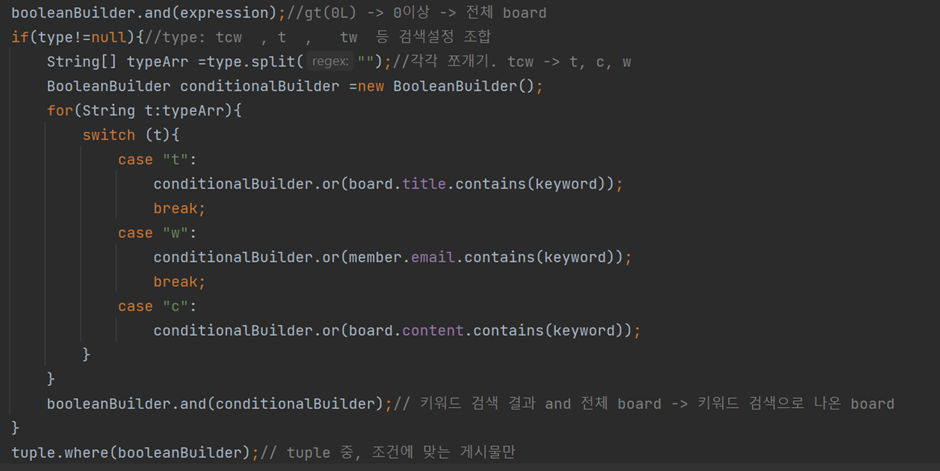 booleanBuilder.and(expression);//gt(0L) -> 0이상 -> 전체 board
if(type!=null){//type: tcw  , t  ,   tw  등 검색설정 조합
    String[] typeArr =type.split( regex: "");//각각 쪼개기. tcw -> t, c, w
    BooleanBuilder conditionalBuilder =new BooleanBuilder();
    for(String t:typeArr){
        switch (t){
            case "t":
                conditionalBuilder.or(board.title.contains(keyword));
                break;
            case "w":
                conditionalBuilder.or(member.email.contains(keyword));
                break;
            case "c":
                conditionalBuilder.or(board.content.contains(keyword));
        }
    }
    booleanBuilder.and(conditionalBuilder);// 키워드 검색 결과 and 전체 board -> 키워드 검색으로 나온 board
}
tuple.where(booleanBuilder);// tuple 중, 조건에 맞는 게시물만